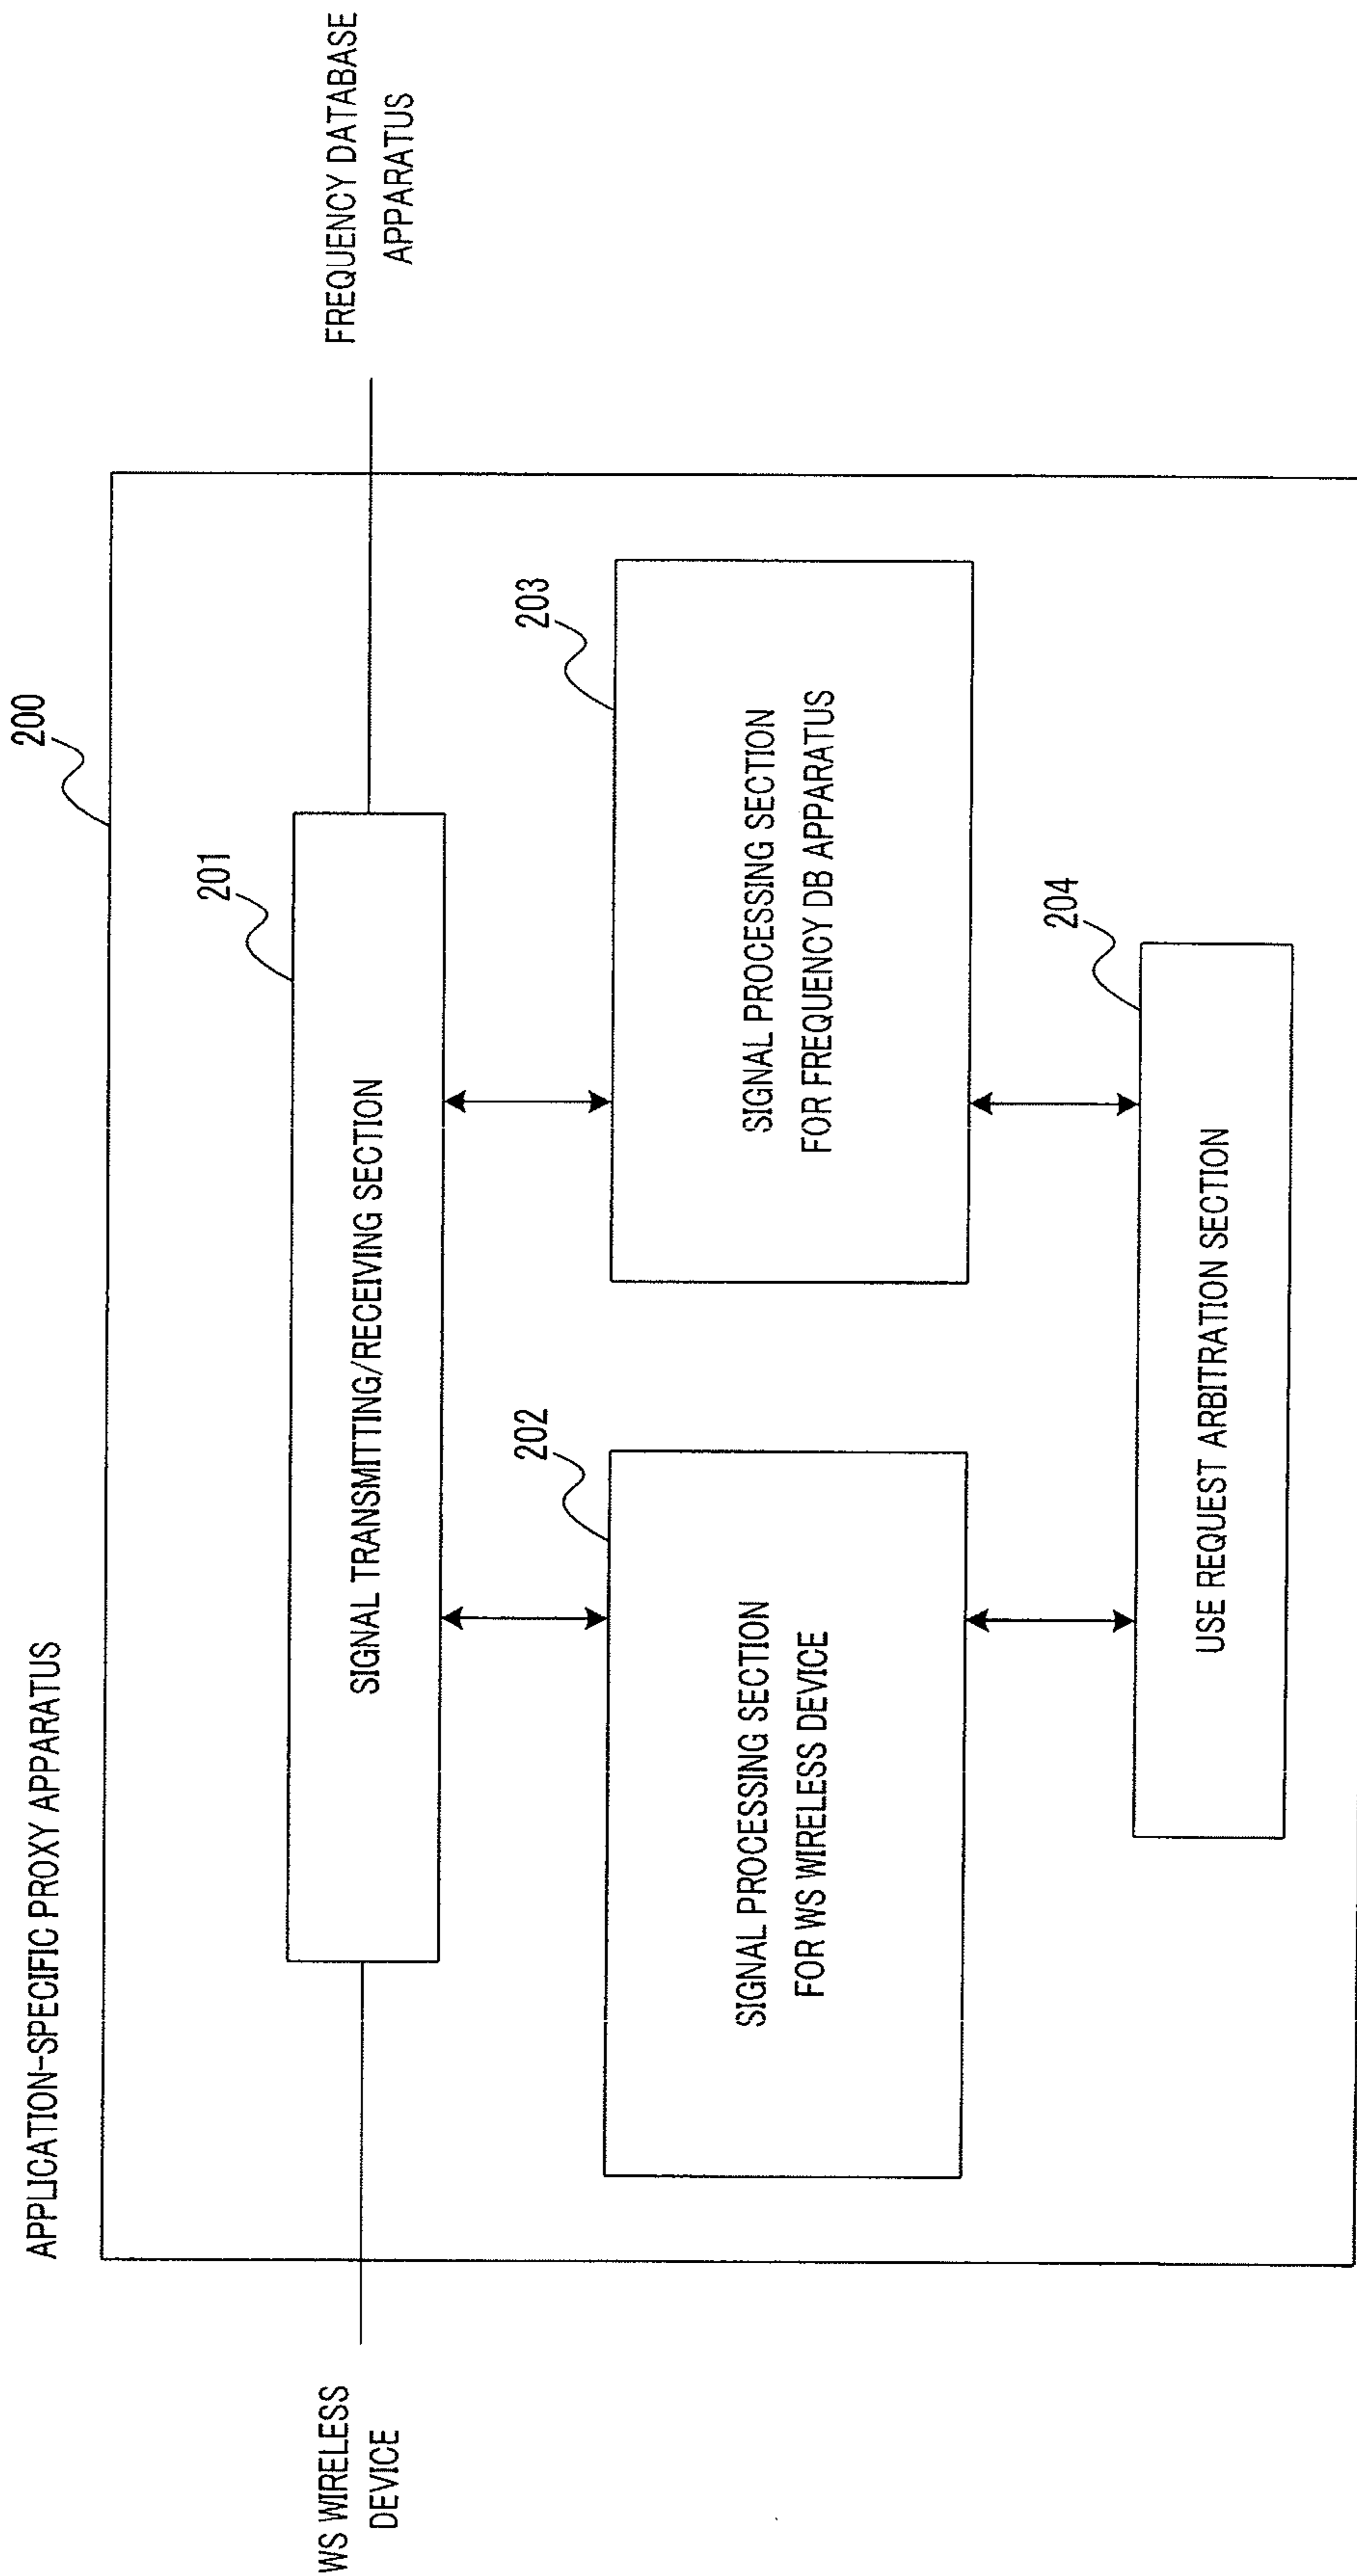 APPLICATION-SPECIFIC PROXY APPARATUS
200
WS WIRELESS
DEVICE
201
SIGNAL TRANSMITTING/RECEIVING SECTION
FREQUENCY DATABASE
APPARATUS
202
SIGNAL PROCESSING SECTION
FOR WS WIRELESS DEVICE
203
SIGNAL PROCESSING SECTION
FOR FREQUENCY DB APPARATUS
204
USE REQUEST ARBITRATION SECTION